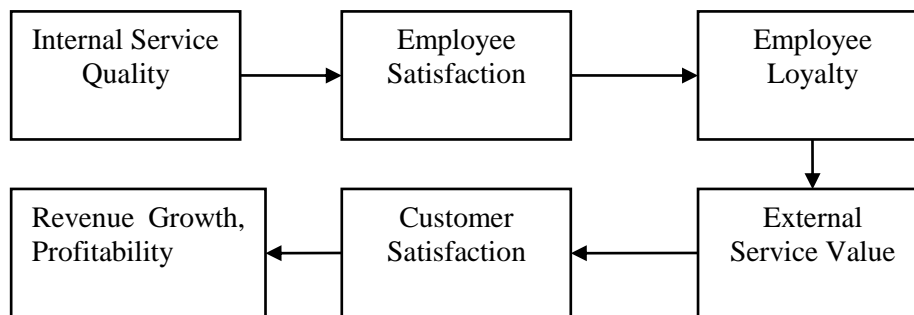 Internal Service
Quality
Employee
Satisfaction
Employee
Loyalty
Revenue Growth,
Profitability
Customer
Satisfaction
External
Service Value